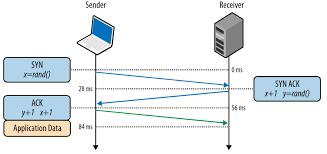 Sender
Receiver
SYN
x=rand()
0 ms
28 ms
SYN ACK
x+1 y=rand()
ACK
y+1 x+1
56 ms
Application Data
84 ms